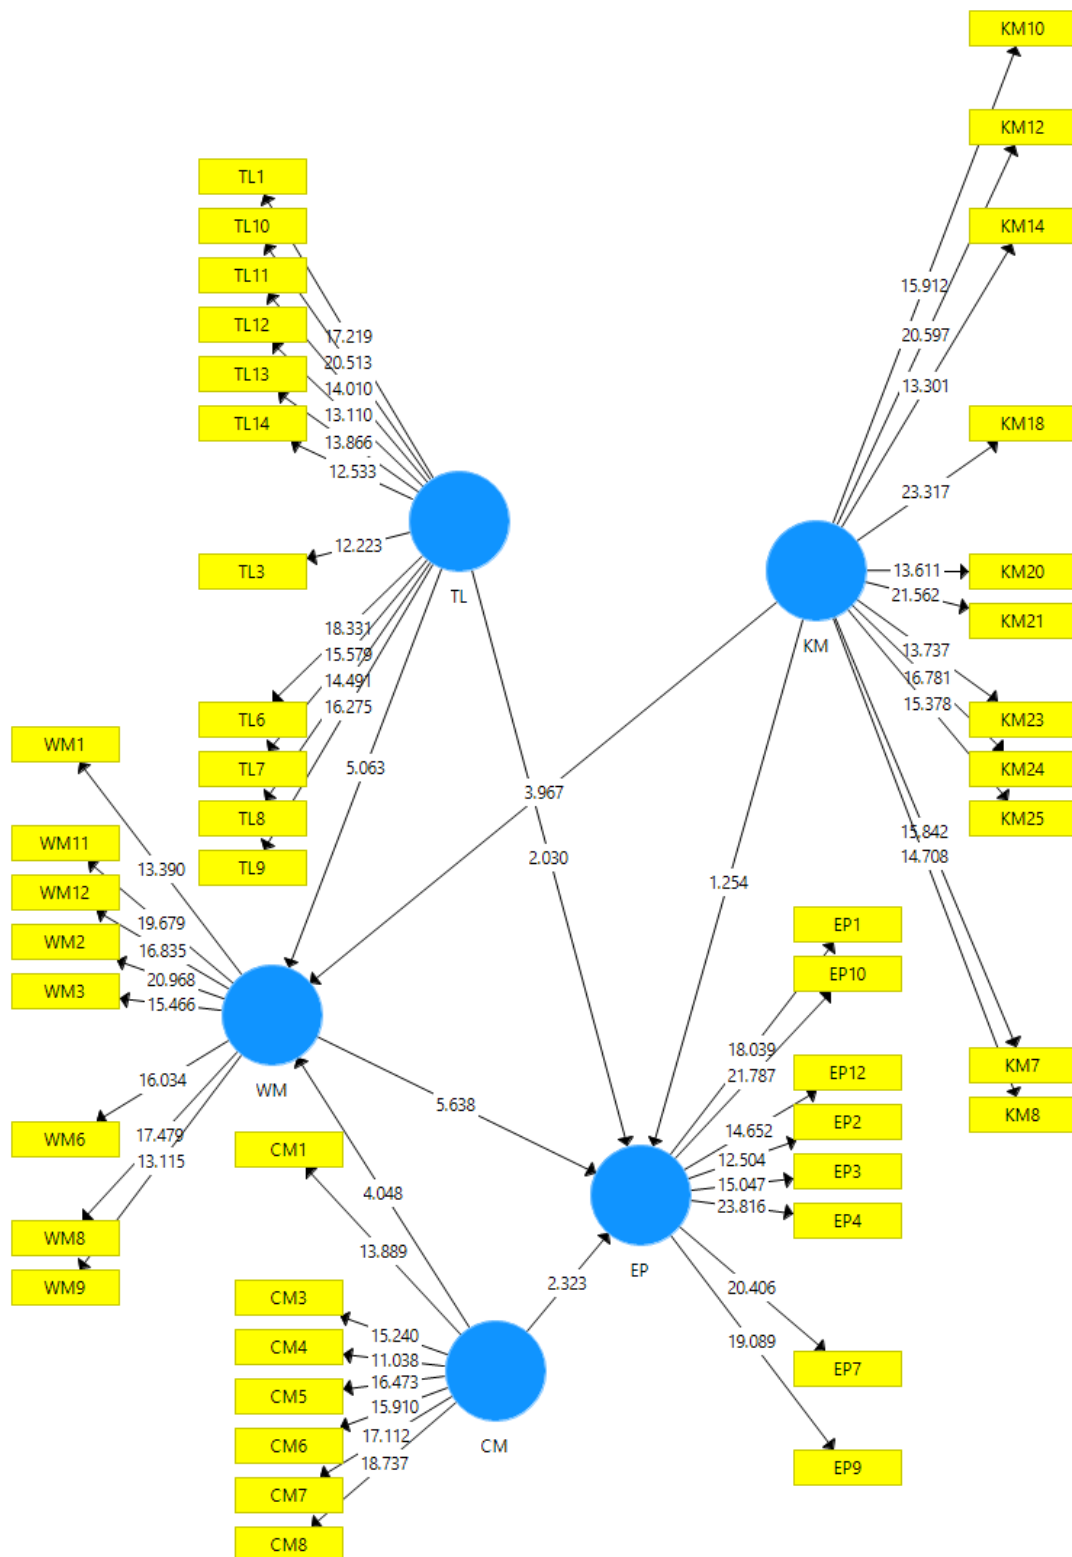 KM10
KM12
KM14
KM18
KM20
KM21
KM23
KM24
KM25
KM7
KM8
15.912
20.597
13.301
23.317
13.611
21.562
13.737
16.781
15.378
15.842
14.708
KM
TL1
TL10
TL11
TL12
TL13
TL14
TL3
TL6
TL7
TL8
TL9
17.219
20.513
14.010
13.110
13.866
12.533
12.223
18.331
15.579
14.491
16.275
TL
5.063
3.967
2.030
1.254
WM1
WM11
WM12
WM2
WM3
WM6
WM8
WM9
13.390
19.679
16.835
20.968
15.466
16.034
17.479
13.115
WM
5.638
4.048
2.323
EP1
EP10
EP12
EP2
EP3
EP4
EP7
EP9
18.039
21.787
14.652
12.504
15.047
23.816
20.406
19.089
EP
CM1
CM3
CM4
CM5
CM6
CM7
CM8
13.889
15.240
11.038
16.473
15.910
17.112
18.737
CM